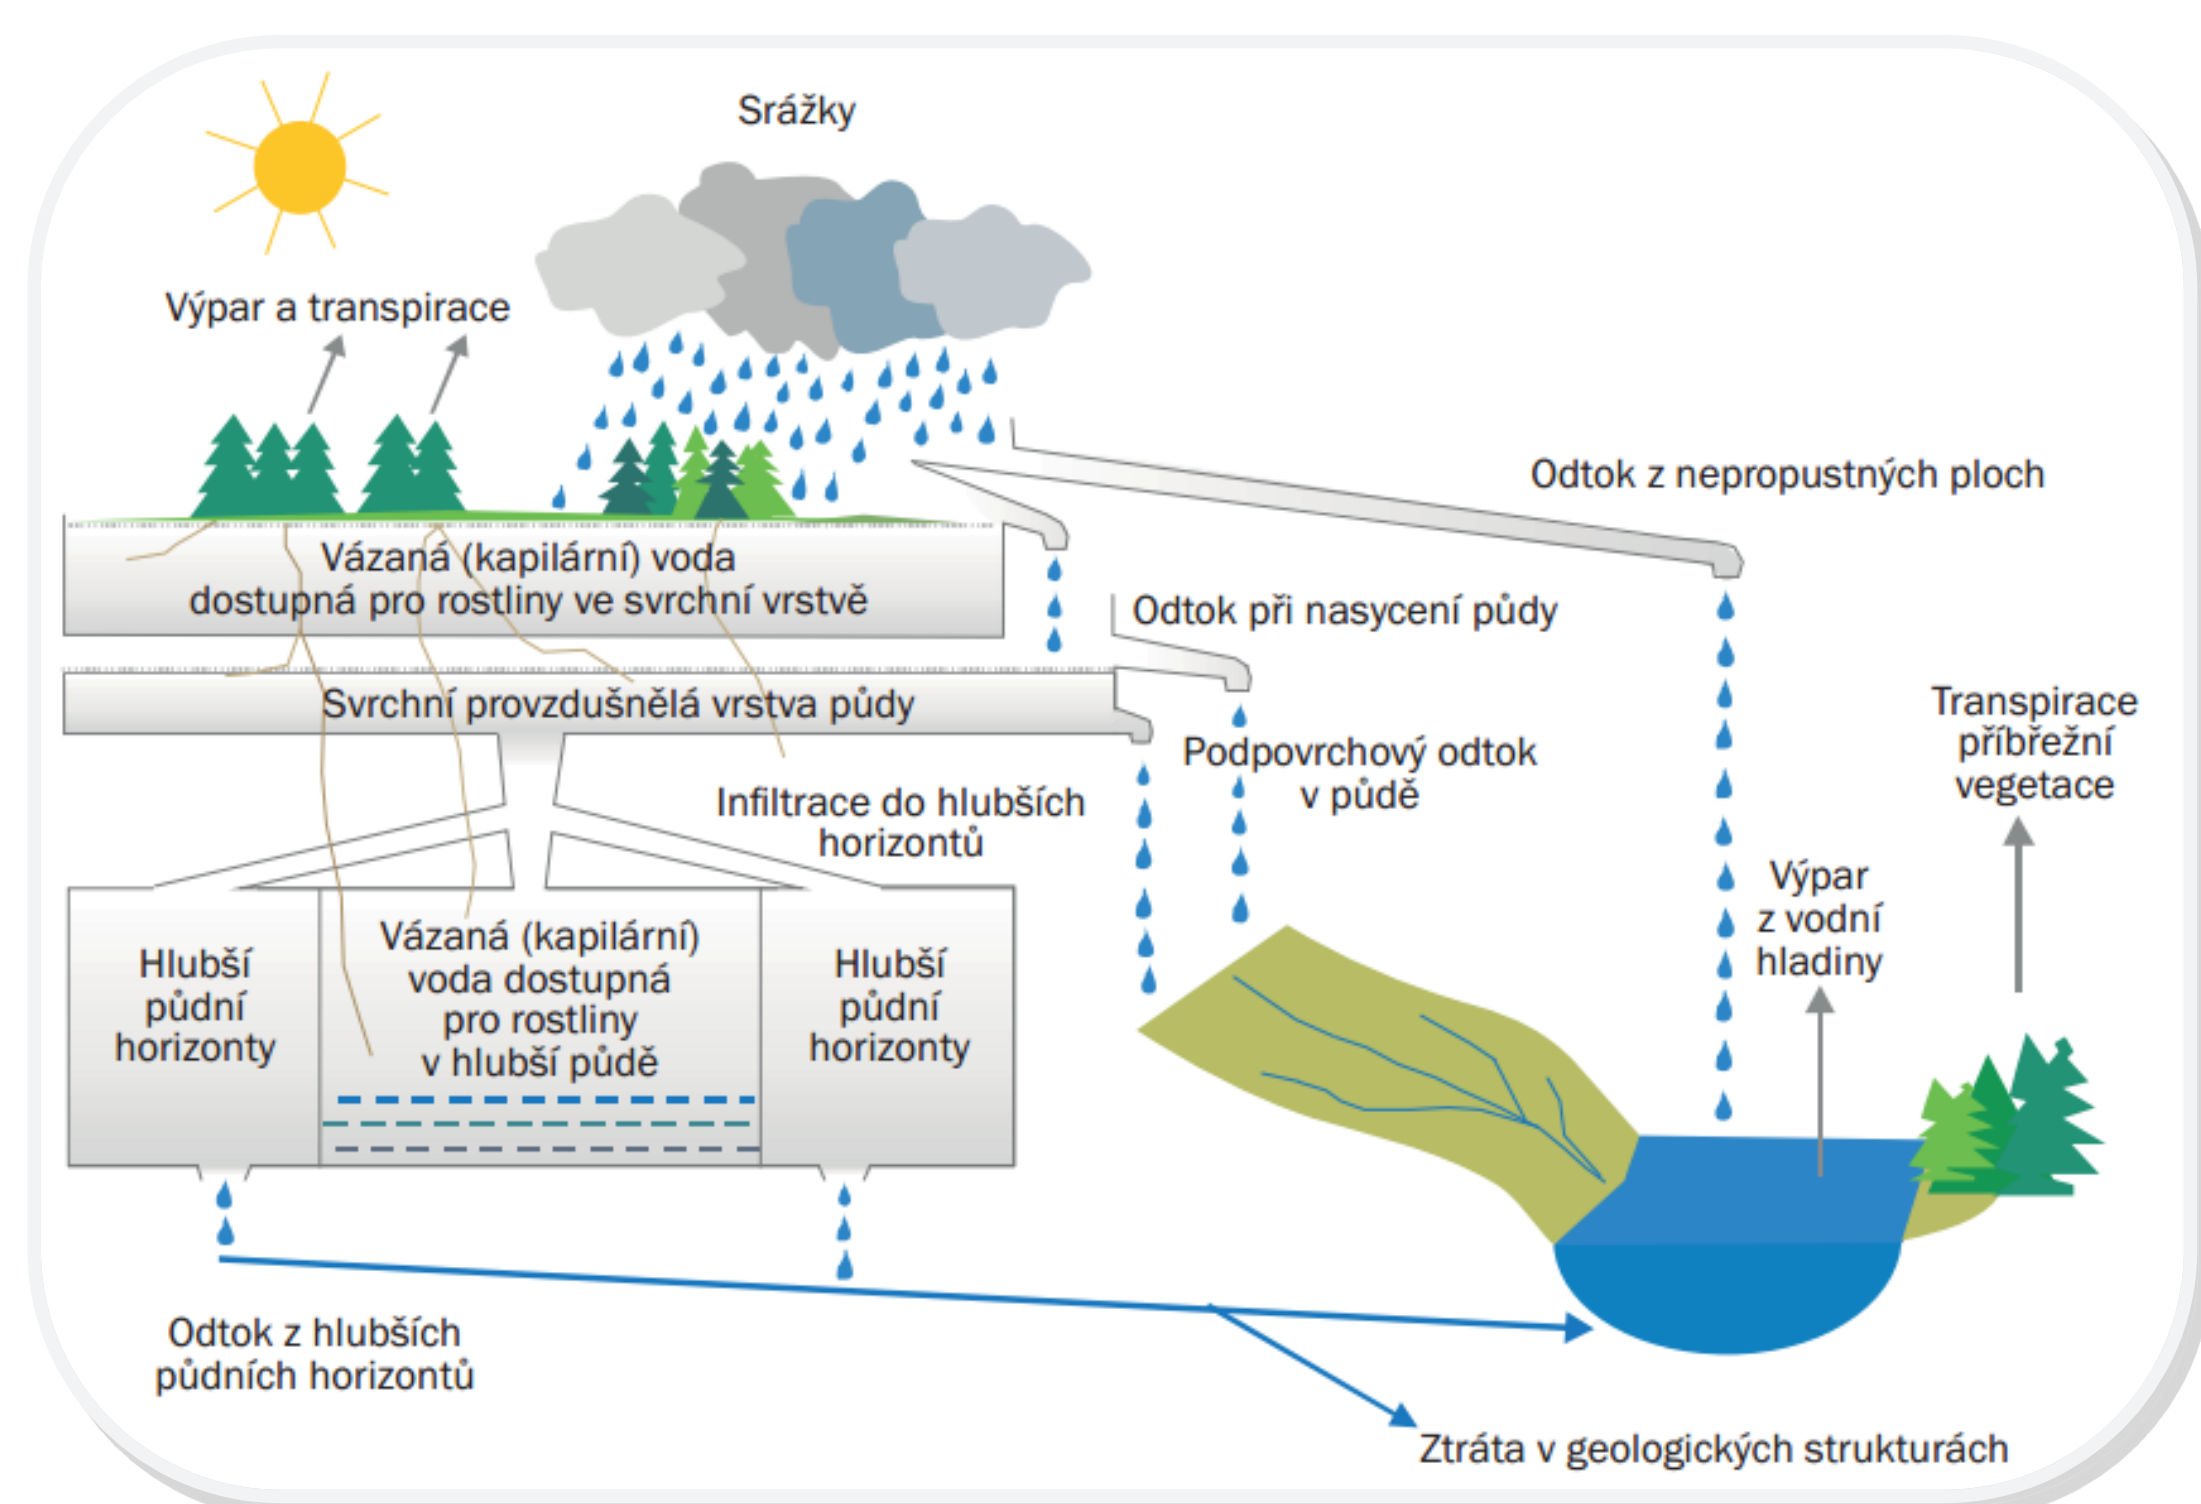 Srážky
Výpar a transpirace
Odtok z nepropustných ploch
Vázaná (kapilární) voda
dostupná pro rostliny ve svrchní vrstvě
Odtok při nasycení půdy
Svrchní provzdušnělá vrstva půdy
Podpovrchový odtok
v půdě
Transpirace
příbřežní
vegetace
Infiltrace do hlubších
horizontů
Výpar
z vodní
hladiny
Hlubší
půdní
horizonty
Vázaná (kapilární)
voda dostupná
pro rostliny
v hlubší půdě
Hlubší
půdní
horizonty
Odtok z hlubších
půdních horizontů
Ztráta v geologických strukturách